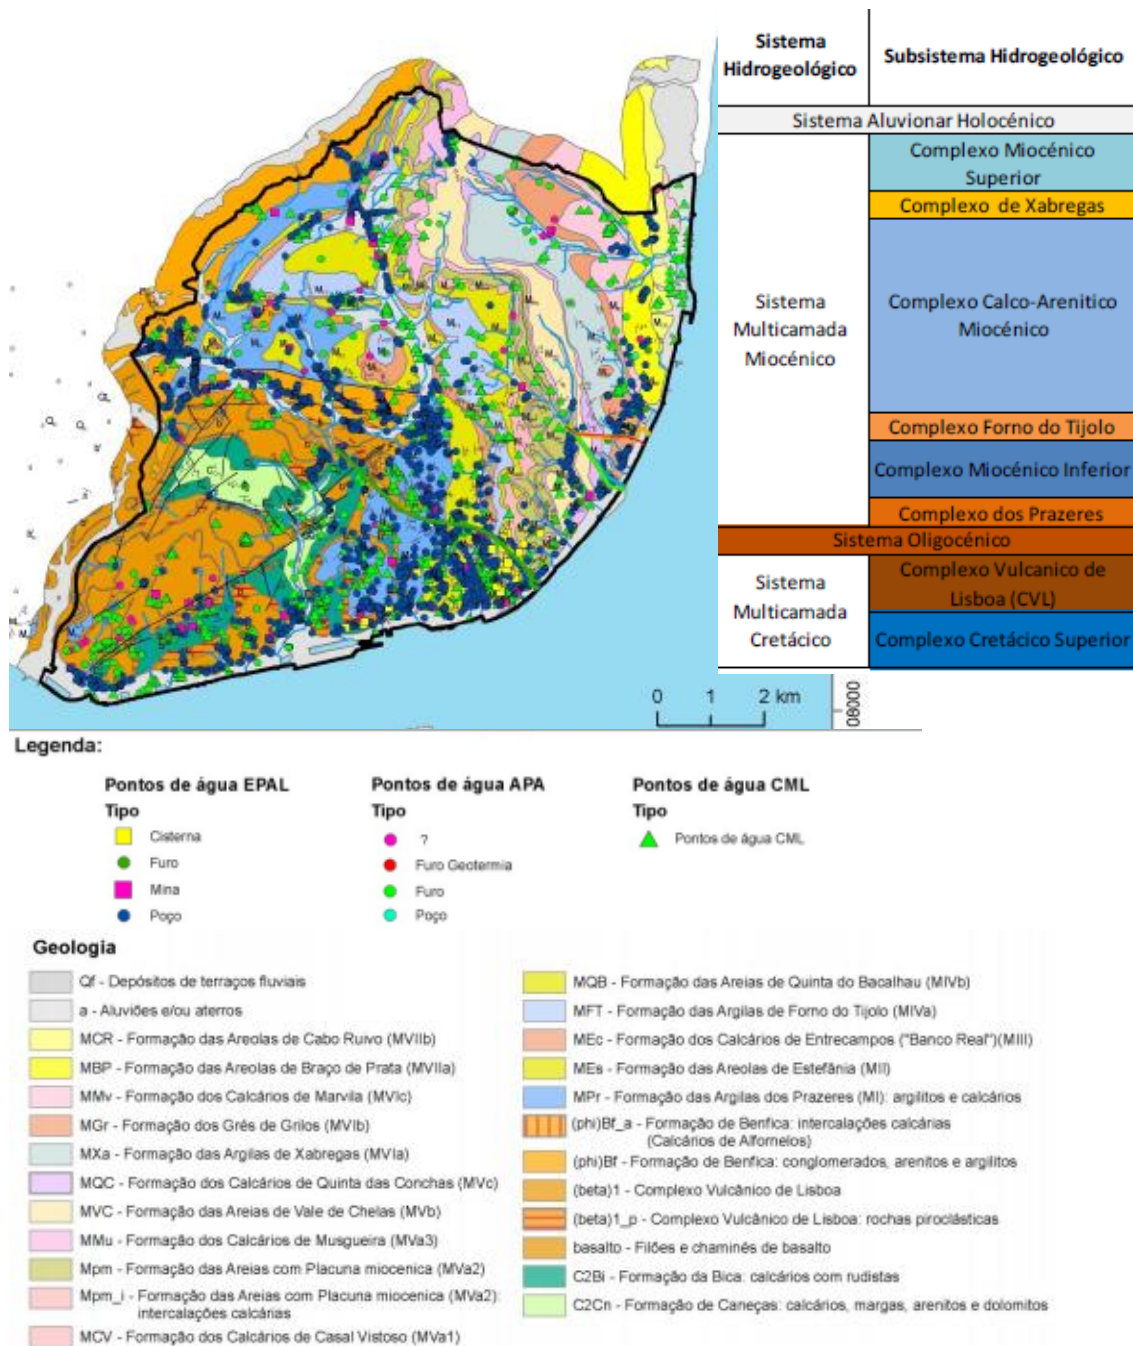 Sistema
Hidrogeológico
Subsistema Hidrogeológico
Sistema Aluvionar Holocénico
Complexo Miocénico
Superior
Complexo de Xabregas
Sistema
Multicamada
Miocénico
Complexo Calco-Arenitico
Miocénico
Complexo Forno do Tijolo
Complexo Miocénico Inferior
Complexo dos Prazeres
Sistema Oligocénico
Sistema
Multicamada
Cretácico
Complexo Vulcanico de
Lisboa (CVL)
Complexo Cretácico Superior
0 1 2 km
08000
Legenda:
Pontos de água EPAL
Tipo
Cisterna
Furo
Mina
Poço
Pontos de água APA
Tipo
?
Furo Geotermia
Furo
Poço
Pontos de água CML
Tipo
Pontos de água CML
Geologia
Qf - Depósitos de terraços fluviais
a - Aluviões e/ou aterros
MCR - Formação das Areolas de Cabo Ruivo (MVIIb)
MBP - Formação das Areolas de Braço de Prata (MVIIa)
MMv - Formação dos Calcários de Marvila (MVIc)
MGr - Formação dos Grés de Grilos (MVIb)
MXa - Formação das Argilas de Xabregas (MVIa)
MQC - Formação dos Calcários de Quinta das Conchas (MVc)
MVC - Formação das Areias de Vale de Chelas (MVb)
MMu - Formação dos Calcários de Musgueira (MVa3)
Mpm - Formação das Areias com Placuna miocenica (MVa2)
Mpm_i - Formação das Areias com Placuna miocenica (MVa2):
intercalações calcárias
MCV - Formação dos Calcários de Casal Vistoso (MVa1)
MQB - Formação das Areias de Quinta do Bacalhau (MIVb)
MFT - Formação das Argilas de Forno do Tijolo (MIVa)
MEc - Formação dos Calcários de Entrecampos ("Banco Real")(MIII)
MEs - Formação das Areolas de Estefânia (MII)
MPr - Formação das Argilas dos Prazeres (MI): argilitos e calcários
(phi)Bf_a - Formação de Benfica: intercalações calcárias
(Calcários de Alfornelos)
(phi)Bf - Formação de Benfica: conglomerados, arenitos e argilitos
(beta)1 - Complexo Vulcânico de Lisboa
(beta)1_p - Complexo Vulcânico de Lisboa: rochas piroclásticas
basalto - Filões e chaminés de basalto
C2Bi - Formação da Bica: calcários com rudistas
C2Cn - Formação de Caneças: calcários, margas, arenitos e dolomitos